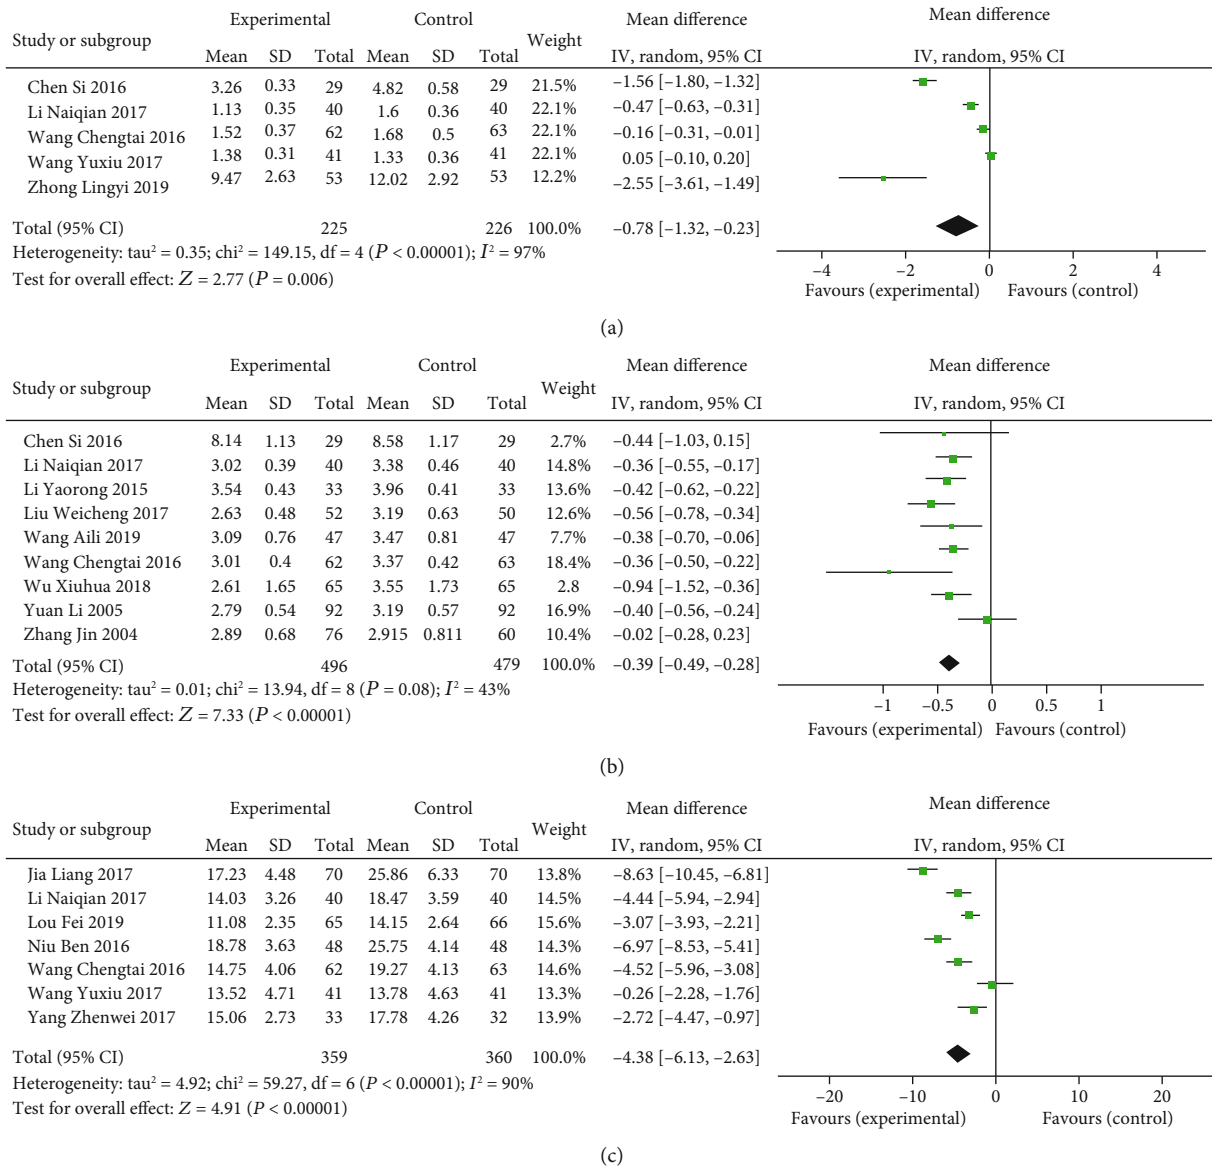 Experimental Control Mean difference Mean difference
Study or subgroup Weight
Mean SD Total Mean SD Total IV, random, 95% CI IV, random, 95% CI
Chen Si 2016 3.26 0.33 29 4.82 0.58 29 21.5% –1.56 [–1.80, –1.32]
Li Naiqian 2017 1.13 0.35 40 1.6 0.36 40 22.1% –0.47 [–0.63, –0.31]
Wang Chengtai 2016 1.52 0.37 62 1.68 0.5 63 22.1% –0.16 [–0.31, –0.01]
Wang Yuxiu 2017 1.38 0.31 41 1.33 0.36 41 22.1% 0.05 [–0.10, 0.20]
Zhong Lingyi 2019 9.47 2.63 53 12.02 2.92 53 12.2% –2.55 [–3.61, –1.49]
Total (95% CI) 225 226 100.0% –0.78 [–1.32, –0.23]
Heterogeneity: tau² = 0.35; chi² = 149.15, df = 4 (P < 0.00001); I² = 97%
Test for overall effect: Z = 2.77 (P = 0.006)
–4 –2 0 2 4
Favours (experimental) Favours (control)
(a)
Experimental Control Mean difference Mean difference
Study or subgroup Weight
Mean SD Total Mean SD Total IV, random, 95% CI IV, random, 95% CI
Chen Si 2016 8.14 1.13 29 8.58 1.17 29 2.7% –0.44 [–1.03, 0.15]
Li Naiqian 2017 3.02 0.39 40 3.38 0.46 40 14.8% –0.36 [–0.55, –0.17]
Li Yaorong 2015 3.54 0.43 33 3.96 0.41 33 13.6% –0.42 [–0.62, –0.22]
Liu Weicheng 2017 2.63 0.48 52 3.19 0.63 50 12.6% –0.56 [–0.78, –0.34]
Wang Aili 2019 3.09 0.76 47 3.47 0.81 47 7.7% –0.38 [–0.70, –0.06]
Wang Chengtai 2016 3.01 0.4 62 3.37 0.42 63 18.4% –0.36 [–0.50, –0.22]
Wu Xiuhua 2018 2.61 1.65 65 3.55 1.73 65 2.8 –0.94 [–1.52, –0.36]
Yuan Li 2005 2.79 0.54 92 3.19 0.57 92 16.9% –0.40 [–0.56, –0.24]
Zhang Jin 2004 2.89 0.68 76 2.915 0.811 60 10.4% –0.02 [–0.28, 0.23]
Total (95% CI) 496 479 100.0% –0.39 [–0.49, –0.28]
Heterogeneity: tau² = 0.01; chi² = 13.94, df = 8 (P = 0.08); I² = 43%
Test for overall effect: Z = 7.33 (P < 0.00001)
–1 –0.5 0 0.5 1
Favours (experimental) Favours (control)
(b)
Experimental Control Mean difference Mean difference
Study or subgroup Weight
Mean SD Total Mean SD Total IV, random, 95% CI IV, random, 95% CI
Jia Liang 2017 17.23 4.48 70 25.86 6.33 70 13.8% –8.63 [–10.45, –6.81]
Li Naiqian 2017 14.03 3.26 40 18.47 3.59 40 14.5% –4.44 [–5.94, –2.94]
Lou Fei 2019 11.08 2.35 65 14.15 2.64 66 15.6% –3.07 [–3.93, –2.21]
Niu Ben 2016 18.78 3.63 48 25.75 4.14 48 14.3% –6.97 [–8.53, –5.41]
Wang Chengtai 2016 14.75 4.06 62 19.27 4.13 63 14.6% –4.52 [–5.96, –3.08]
Wang Yuxiu 2017 13.52 4.71 41 13.78 4.63 41 13.3% –0.26 [–2.28, –1.76]
Yang Zhenwei 2017 15.06 2.73 33 17.78 4.26 32 13.9% –2.72 [–4.47, –0.97]
Total (95% CI) 359 360 100.0% –4.38 [–6.13, –2.63]
Heterogeneity: tau² = 4.92; chi² = 59.27, df = 6 (P < 0.00001); I² = 90%
Test for overall effect: Z = 4.91 (P < 0.00001)
–20 –10 0 10 20
Favours (experimental) Favours (control)
(c)